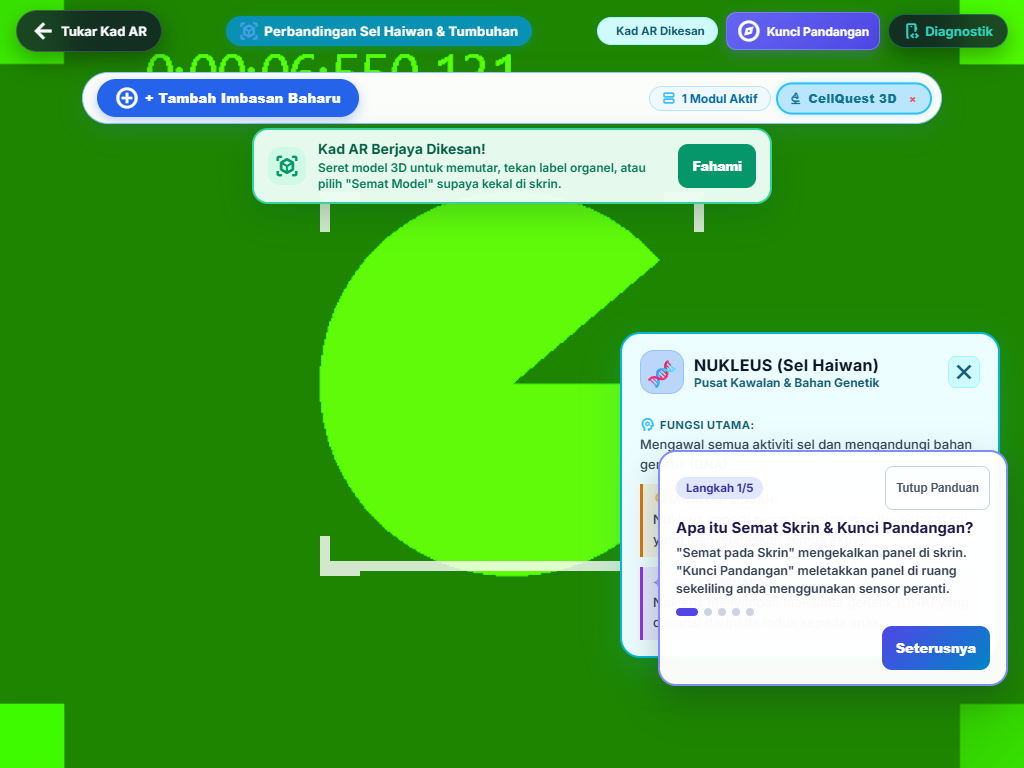 Tukar Kad AR
Perbandingan Sel Haiwan & Tumbuhan
Kad AR Dikesan
Kunci Pandangan
Diagnostik
+ Tambah Imbasan Baharu
1 Modul Aktif
CellQuest 3D ×
Kad AR Berjaya Dikesan!
Seret model 3D untuk memutar, tekan label organel, atau
pilih "Semat Model" supaya kekal di skrin.
Fahami
NUKLEUS (Sel Haiwan)
Pusat Kawalan & Bahan Genetik
FUNGSI UTAMA:
Mengawal semua aktiviti sel dan mengandungi bahan
Langkah 1/5
Tutup Panduan
Apa itu Semat Skrin & Kunci Pandangan?
"Semat pada Skrin" mengekalkan panel di skrin.
"Kunci Pandangan" meletakkan panel di ruang
sekeliling anda menggunakan sensor peranti.
Seterusnya